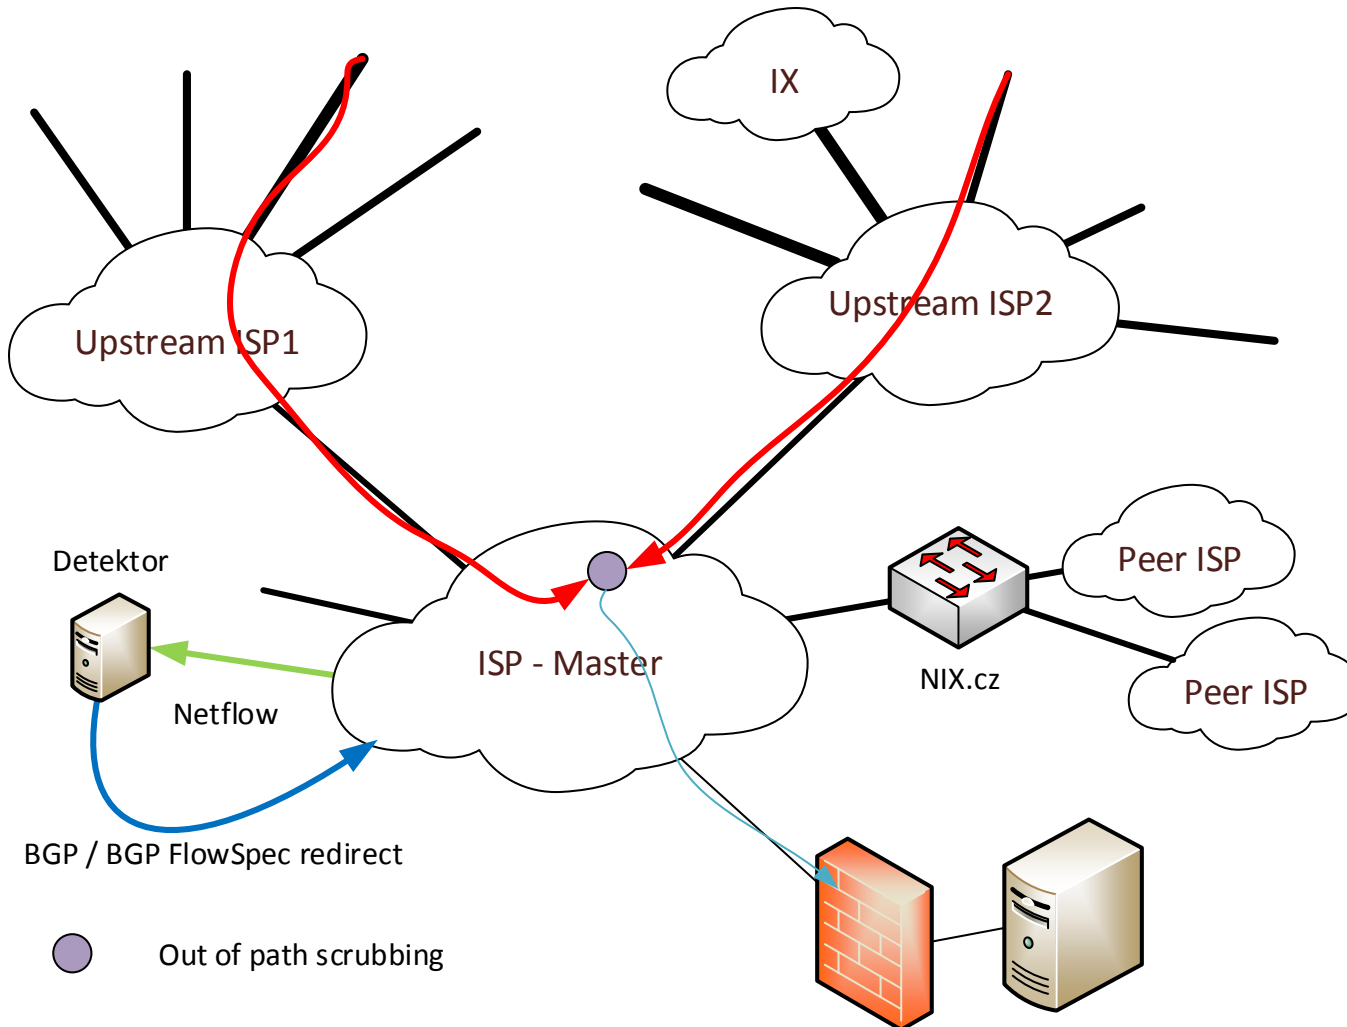 IX
Upstream ISP2
Upstream ISP1
Detektor
Peer ISP
ISP - Master
NIX.cz
Peer ISP
Netflow
BGP / BGP FlowSpec redirect
Out of path scrubbing